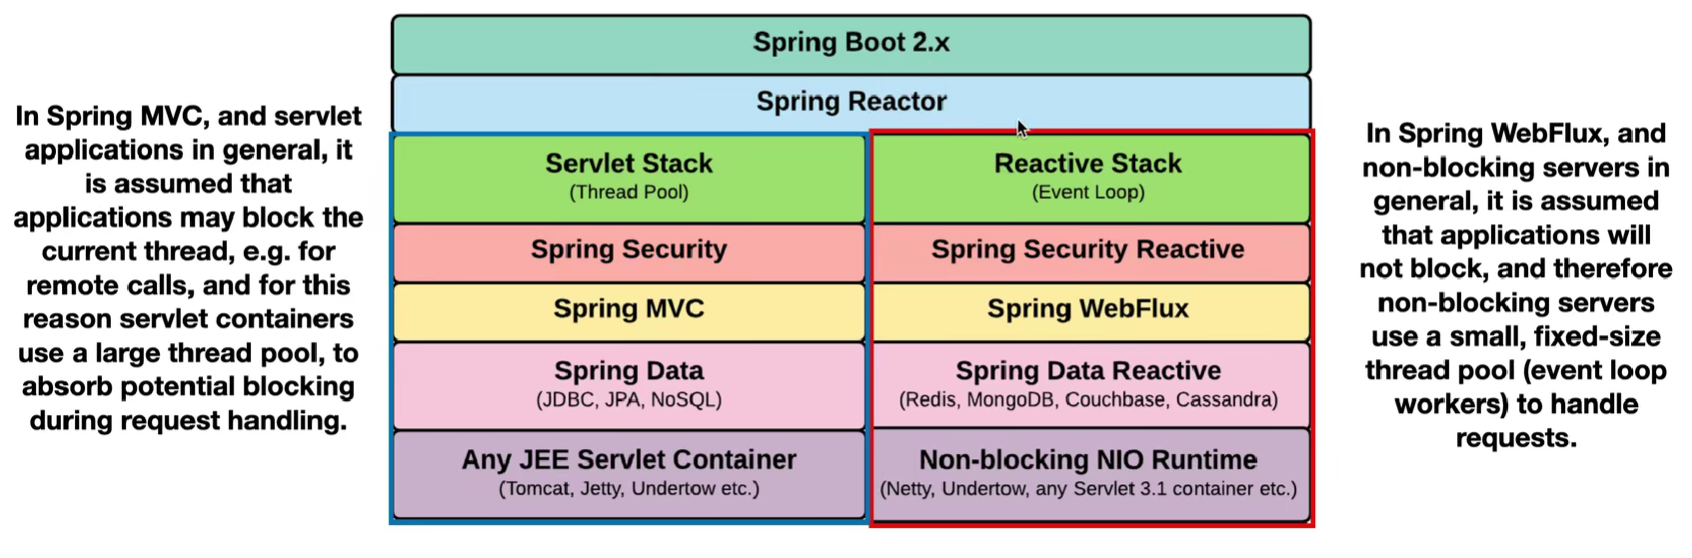 In Spring MVC, and servlet
applications in general, it
is assumed that
applications may block the
current thread, e.g. for
remote calls, and for this
reason servlet containers
use a large thread pool, to
absorb potential blocking
during request handling.
Spring Boot 2.x
Spring Reactor
Servlet Stack
(Thread Pool)
Spring Security
Spring MVC
Spring Data
(JDBC, JPA, NoSQL)
Any JEE Servlet Container
(Tomcat, Jetty, Undertow etc.)
Reactive Stack
(Event Loop)
Spring Security Reactive
Spring WebFlux
Spring Data Reactive
(Redis, MongoDB, Couchbase, Cassandra)
Non-blocking NIO Runtime
(Netty, Undertow, any Servlet 3.1 container etc.)
In Spring WebFlux, and
non-blocking servers in
general, it is assumed
that applications will
not block, and therefore
non-blocking servers
use a small, fixed-size
thread pool (event loop
workers) to handle
requests.